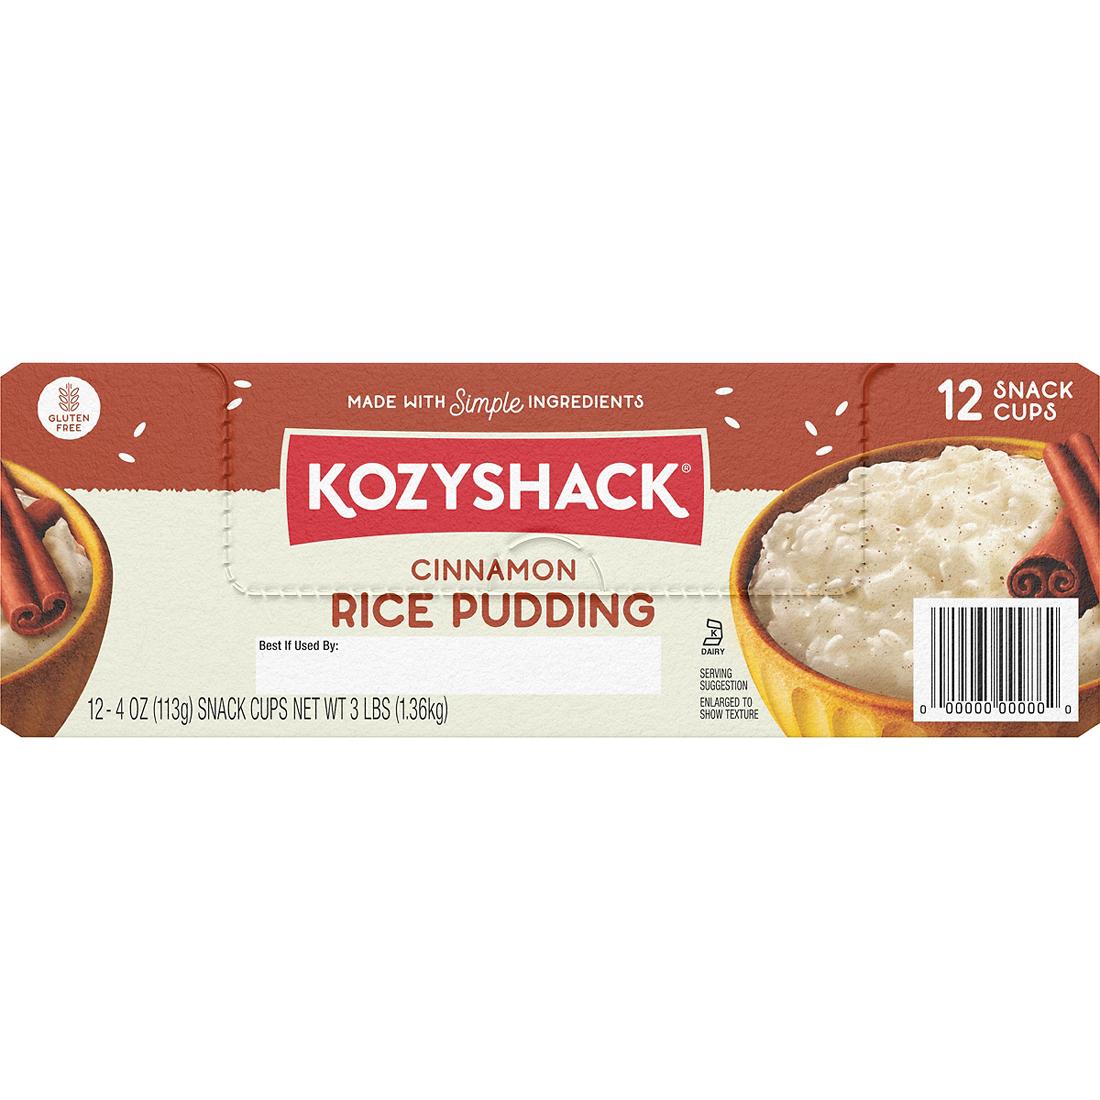 GLUTEN
FREE
MADE WITH Simple INGREDIENTS
12 SNACK
CUPS
KOZYSHACK®
CINNAMON
RICE PUDDING
Best If Used By:
12 - 4 OZ (113g) SNACK CUPS NET WT 3 LBS (1.36kg)
K
DAIRY
SERVING
SUGGESTION
ENLARGED TO
SHOW TEXTURE
0 00000 00000 0